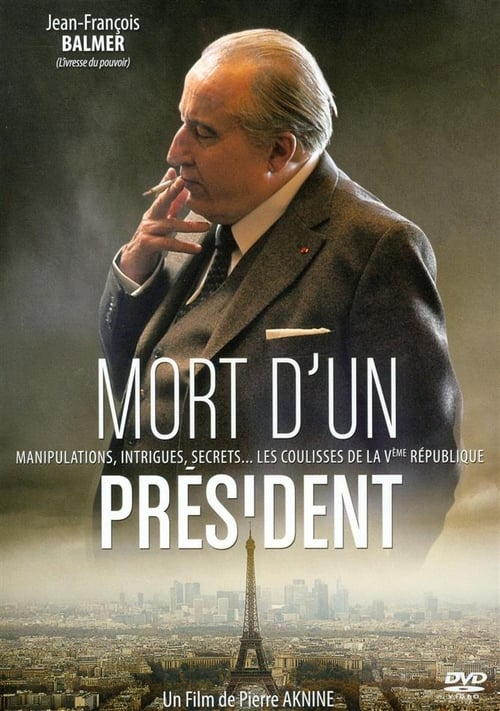 Jean-François
BALMER
(L'ivresse du pouvoir)
MORT D'UN
MANIPULATIONS, INTRIGUES, SECRETS... LES COULISSES DE LA VÈME RÉPUBLIQUE
PRÉSIDENT
Un Film de Pierre AKNINE
DVD
VIDEO